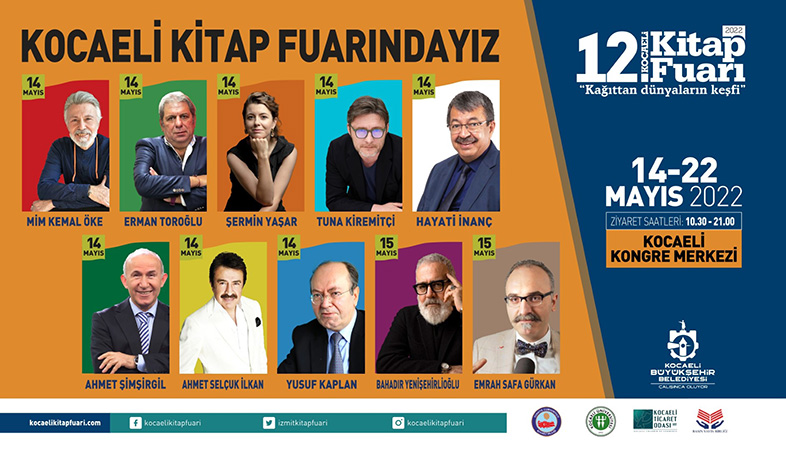 KOCAELİ KİTAP FUARINDAYIZ
14 MAYIS
MİM KEMAL ÖKE
14 MAYIS
ERMAN TOROĞLU
14 MAYIS
ŞERMİN YAŞAR
14 MAYIS
TUNA KİREMİTÇİ
14 MAYIS
HAYATİ İNANÇ
14 MAYIS
AHMET ŞİMŞİRGİL
14 MAYIS
AHMET SELÇUK İLKAN
14 MAYIS
YUSUF KAPLAN
15 MAYIS
BAHADIR YENİŞEHİRLİOĞLU
15 MAYIS
EMRAH SAFA GÜRKAN
12. KOCAELİ Kitap Fuarı 2022
“Kağıttan dünyaların keşfi”
14-22
MAYIS 2022
ZİYARET SAATLERİ: 10.30 - 21.00
KOCAELİ
KONGRE MERKEZİ
KOCAELİ
BÜYÜKŞEHİR
BELEDİYESİ
ÇALIŞINCA OLUYOR
kocaelikitapfuari.com
kocaelikitapfuari
izmitkitapfuari
kocaelikitapfuari
KOCAELİ
TİCARET
ODASI